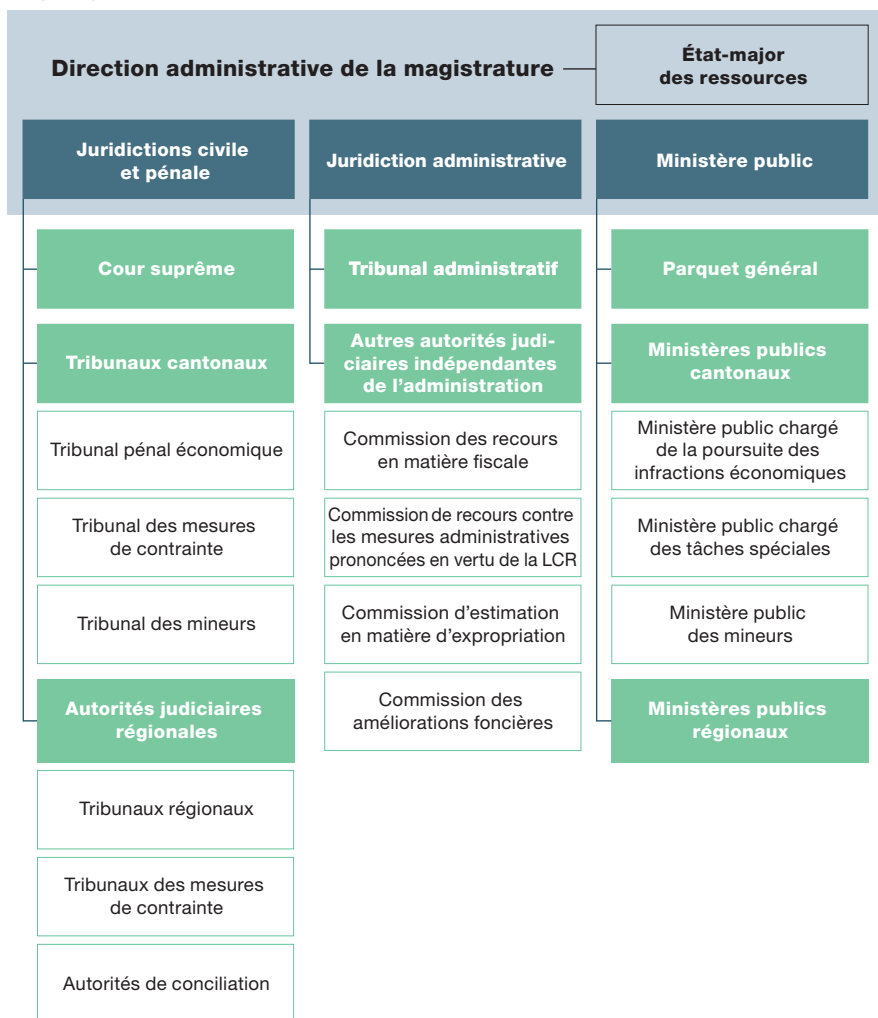 Direction administrative de la magistrature
État-major
des ressources
Juridictions civile
et pénale
Cour suprême
Tribunaux cantonaux
Tribunal pénal économique
Tribunal des mesures
de contrainte
Tribunal des mineurs
Autorités judiciaires
régionales
Tribunaux régionaux
Tribunaux des mesures
de contrainte
Autorités de conciliation
Juridiction administrative
Tribunal administratif
Autres autorités judi-
ciaires indépendantes
de l'administration
Commission des recours
en matière fiscale
Commission de recours contre
les mesures administratives
prononcées en vertu de la LCR
Commission d'estimation
en matière d'expropriation
Commission des
améliorations foncières
Ministère public
Parquet général
Ministères publics
cantonaux
Ministère public chargé
de la poursuite des
infractions économiques
Ministère public chargé
des tâches spéciales
Ministère public
des mineurs
Ministères publics
régionaux